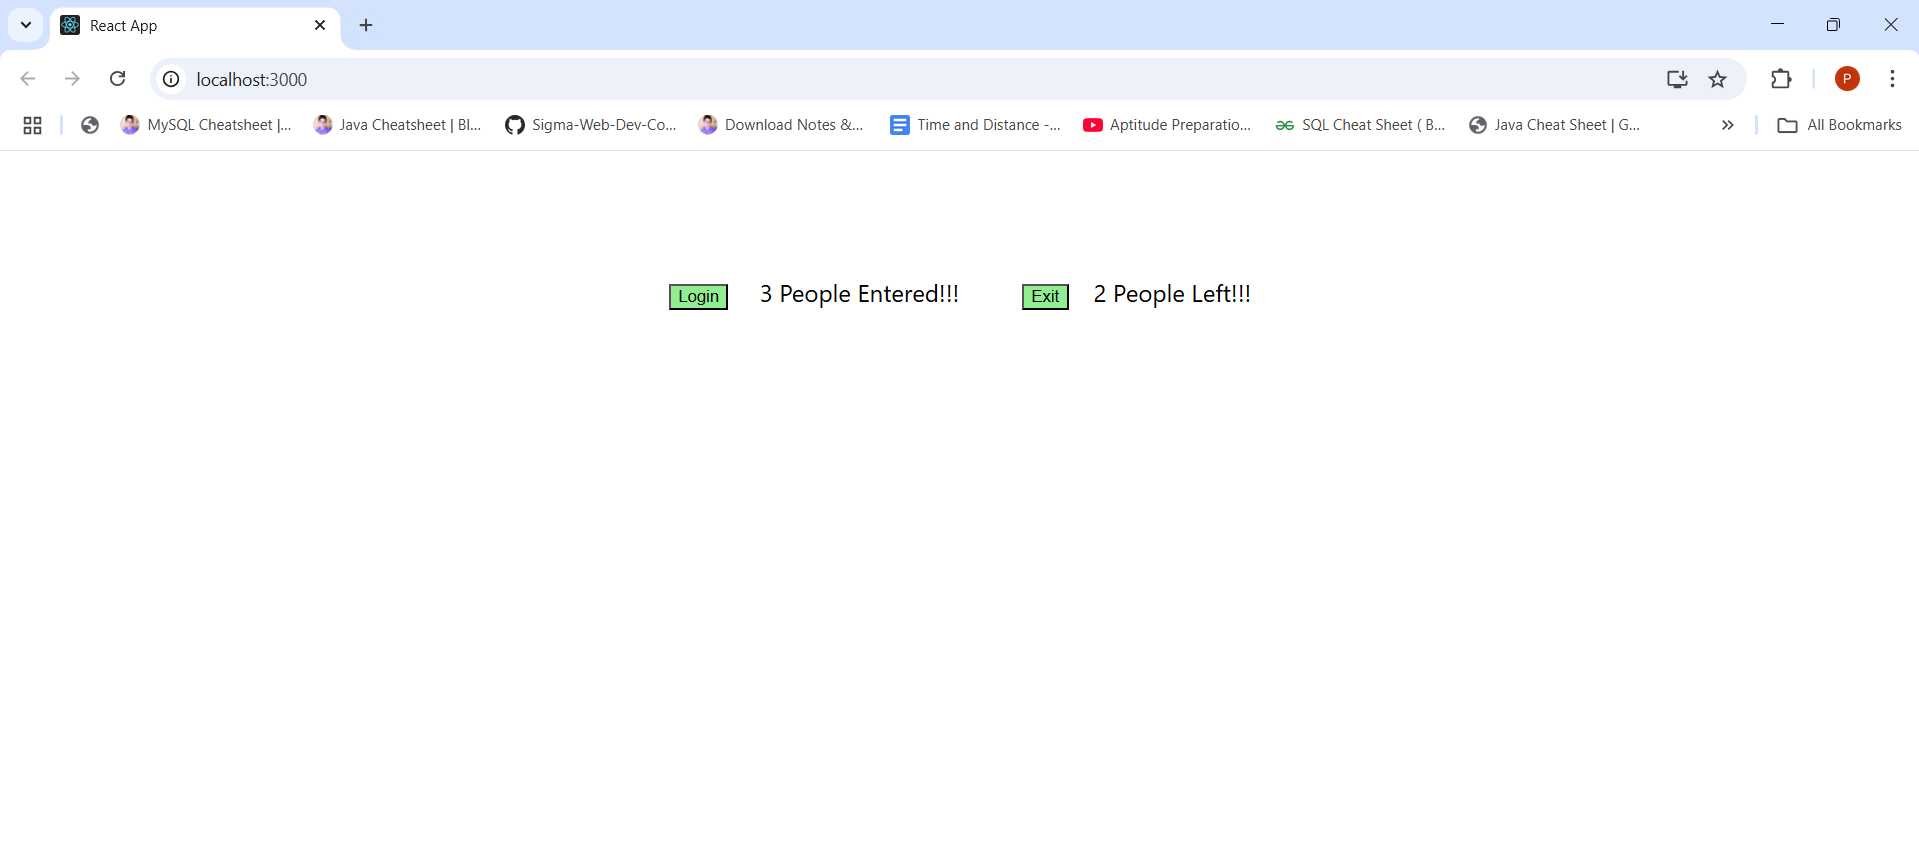 React App
localhost:3000
MySQL Cheatsheet |... Java Cheatsheet | Bl... Sigma-Web-Dev-Co... Download Notes &... Time and Distance -... Aptitude Preparatio... SQL Cheat Sheet ( B... Java Cheat Sheet | G... All Bookmarks
P
Login 3 People Entered!!! Exit 2 People Left!!!